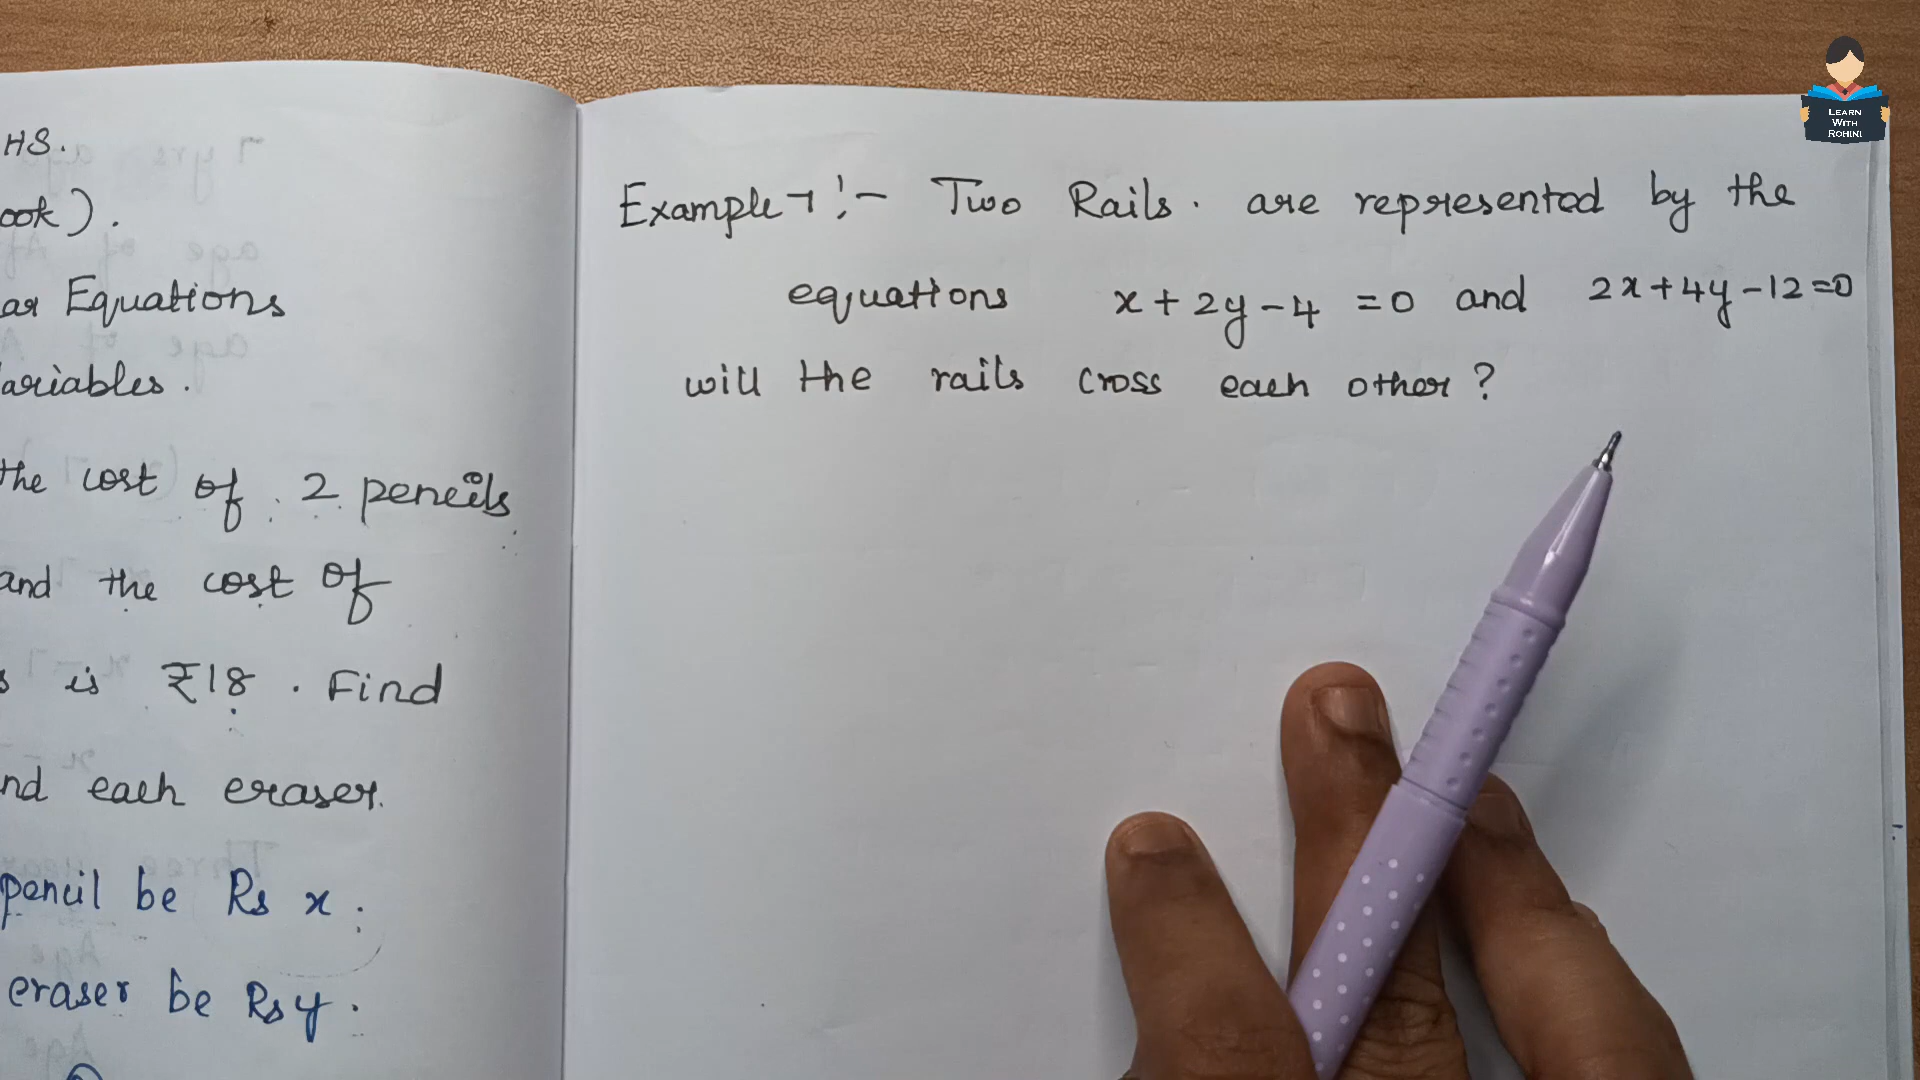 HS.
ook).
ar Equations
ariables.
the cost of 2 pencils
and the cost of
s is ₹18. Find
nd each eraser.
pencil be Rs x.
eraser be Rs y.
Example - 1 :- Two Rails. are represented by the
equations x + 2y - 4 = 0 and 2x + 4y - 12 = 0
will the rails cross each other?
LEARN
WITH
ROHINI